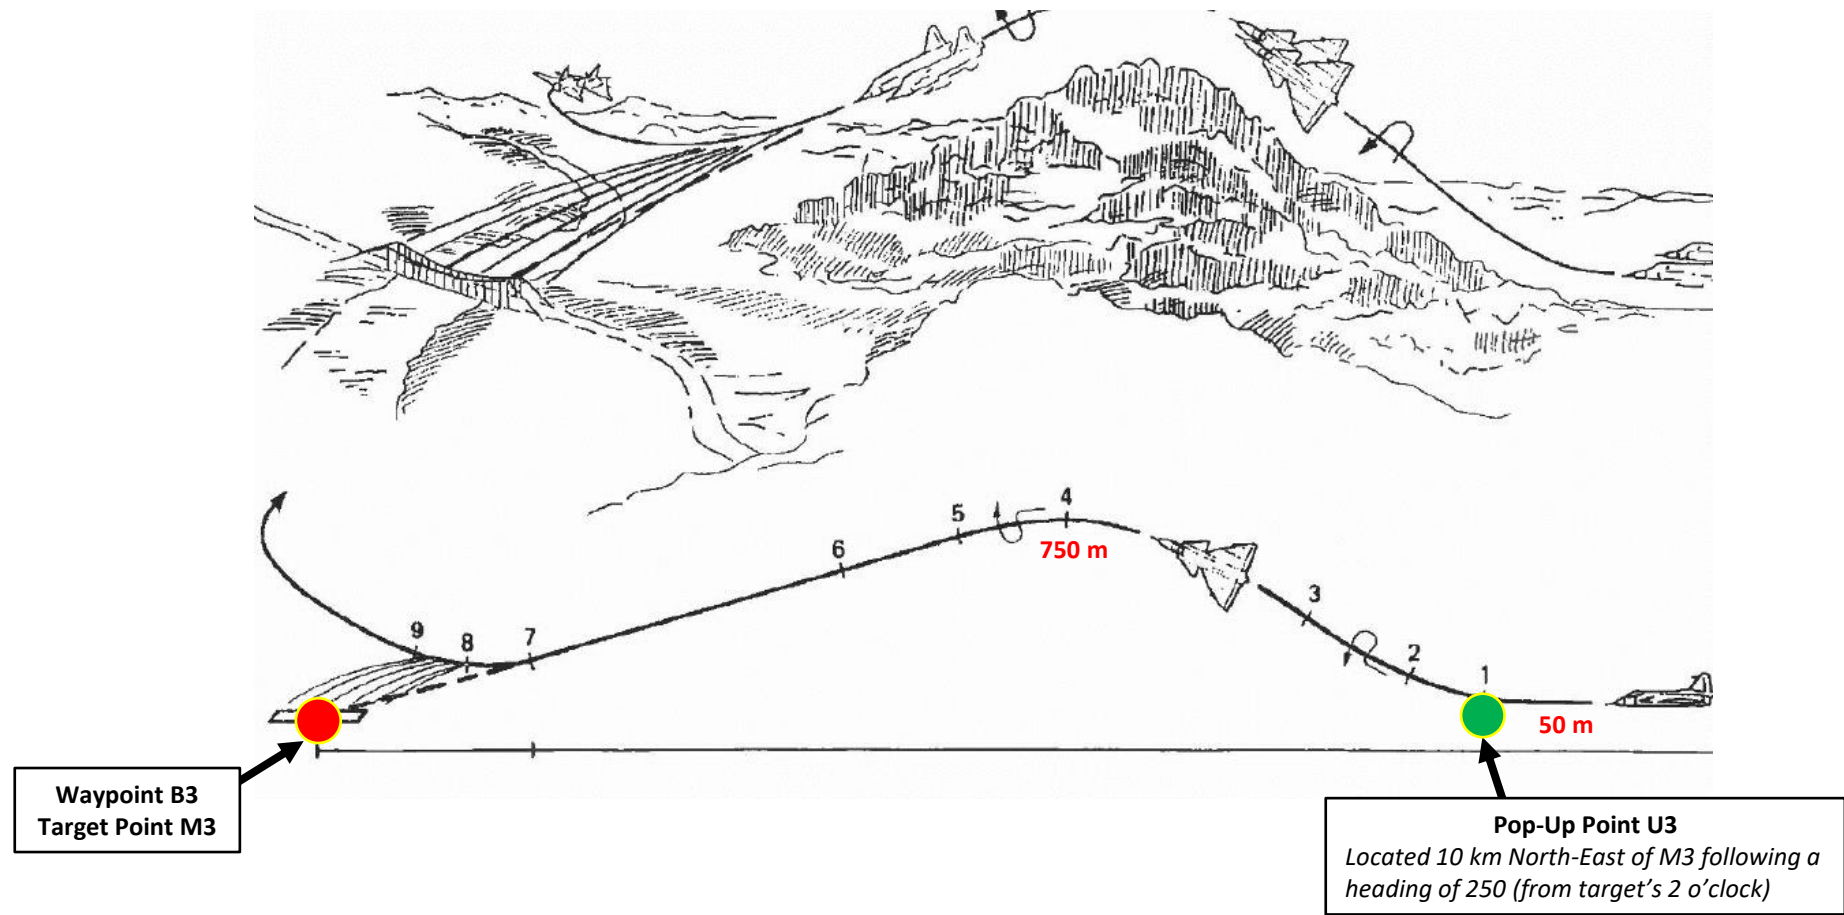 4
5
750 m
6
3
9
8
7
2
1
50 m
Waypoint B3
Target Point M3
Pop-Up Point U3
Located 10 km North-East of M3 following a
heading of 250 (from target’s 2 o’clock)